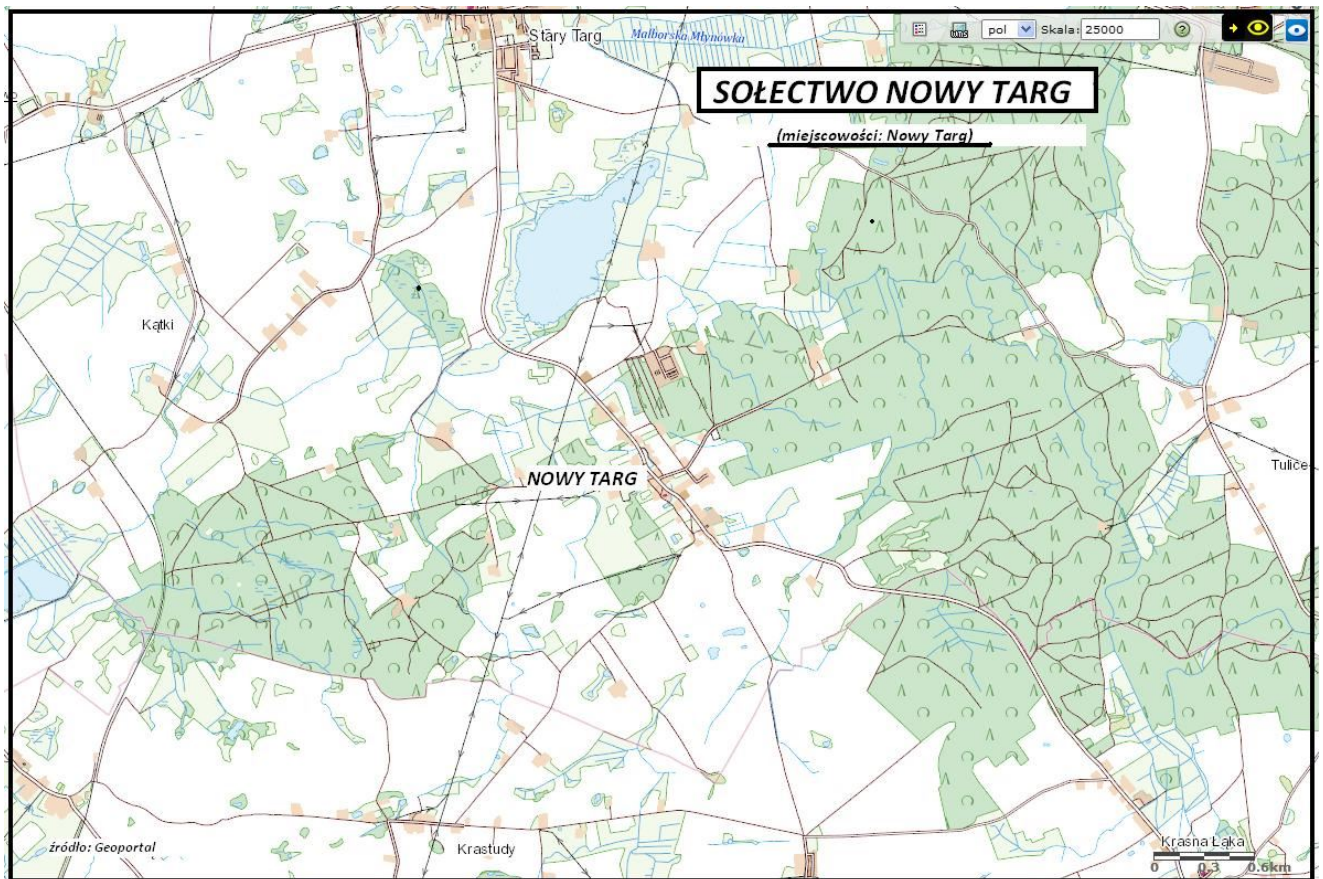 Stary Targ
Malborska Młynówka
pol
Skala: 25000
?
SOŁECTWO NOWY TARG
(miejscowości: Nowy Targ)
Kątki
NOWY TARG
Tulice
źródło: Geoportal
Krastudy
Krasna Łąka
0 0.3 0.6km